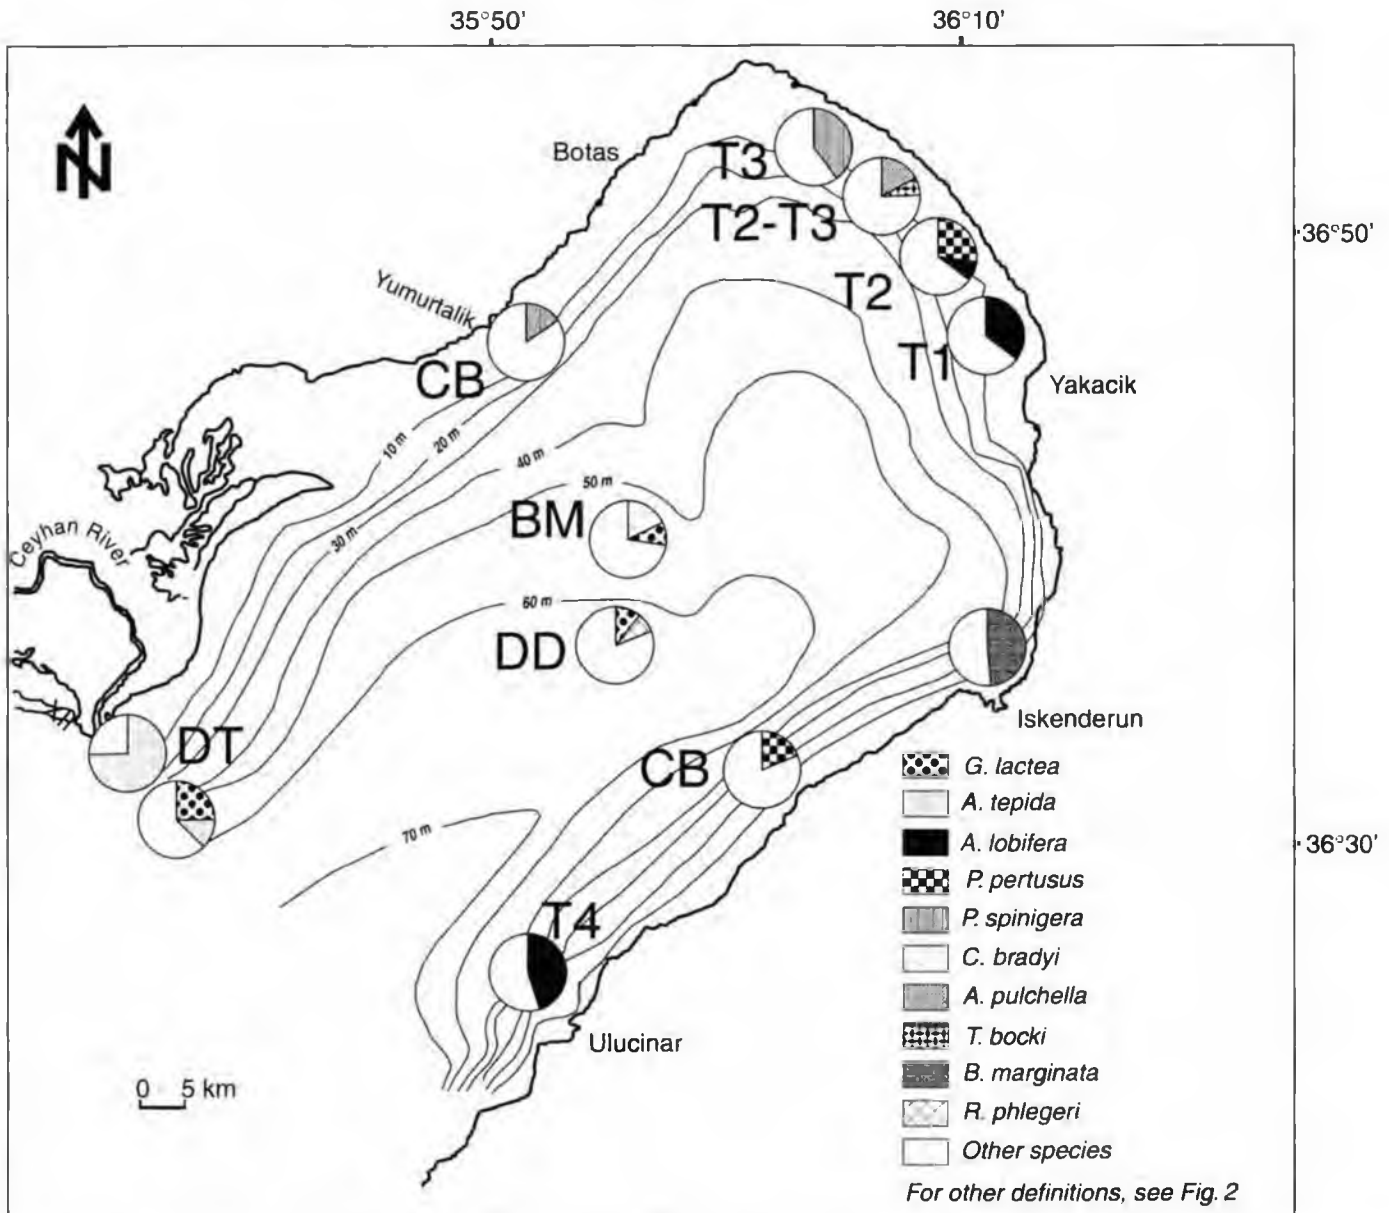 35°50'
36°10'
N
Botas
T3
T2-T3
36°50'
Yumurtalik
T2
CB
T1
Yakacik
10 m
20 m
40 m
50 m
BM
30 m
Ceyhan River
60 m
DD
Iskenderun
DT
CB
G. lactea
A. tepida
70 m
A. lobifera
36°30'
P. pertusus
P. spinigera
T4
C. bradyi
A. pulchella
Ulucinar
T. bocki
B. marginata
0 5 km
R. phlegeri
Other species
For other definitions, see Fig. 2